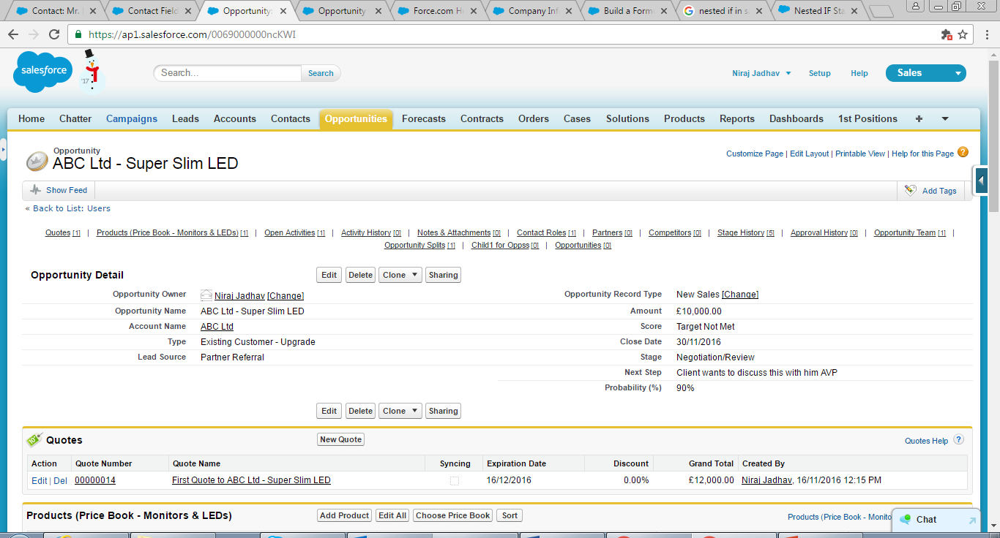 Contact: Mr.
Contact Field
Opportunity:
Opportunity
Force.com H
Company Inf
Build a Form
nested if in s
Nested IF Sta
https://ap1.salesforce.com/0069000000ncKWI
salesforce
'17
Search...
Search
Niraj Jadhav
Setup
Help
Sales
Home Chatter Campaigns Leads Accounts Contacts Opportunities Forecasts Contracts Orders Cases Solutions Products Reports Dashboards 1st Positions +
Opportunity
ABC Ltd - Super Slim LED
Customize Page | Edit Layout | Printable View | Help for this Page ?
Show Feed
Add Tags
« Back to List: Users
Quotes [1] | Products (Price Book - Monitors & LEDs) [1] | Open Activities [1] | Activity History [0] | Notes & Attachments [0] | Contact Roles [1] | Partners [0] | Competitors [0] | Stage History [5] | Approval History [0] | Opportunity Team [1] |
Opportunity Splits [1] | Child1 for Oppss [0] | Opportunities [0]
Opportunity Detail
Edit Delete Clone Sharing
Opportunity Owner Niraj Jadhav [Change]
Opportunity Record Type New Sales [Change]
Opportunity Name ABC Ltd - Super Slim LED
Amount £10,000.00
Account Name ABC Ltd
Score Target Not Met
Type Existing Customer - Upgrade
Close Date 30/11/2016
Lead Source Partner Referral
Stage Negotiation/Review
Next Step Client wants to discuss this with him AVP
Probability (%) 90%
Edit Delete Clone Sharing
Quotes
New Quote
Quotes Help ?
Action Quote Number Quote Name Syncing Expiration Date Discount Grand Total Created By
Edit | Del 00000014 First Quote to ABC Ltd - Super Slim LED 16/12/2016 0.00% £12,000.00 Niraj Jadhav, 16/11/2016 12:15 PM
Products (Price Book - Monitors & LEDs)
Add Product Edit All Choose Price Book Sort
Products (Price Book - Monito
Chat